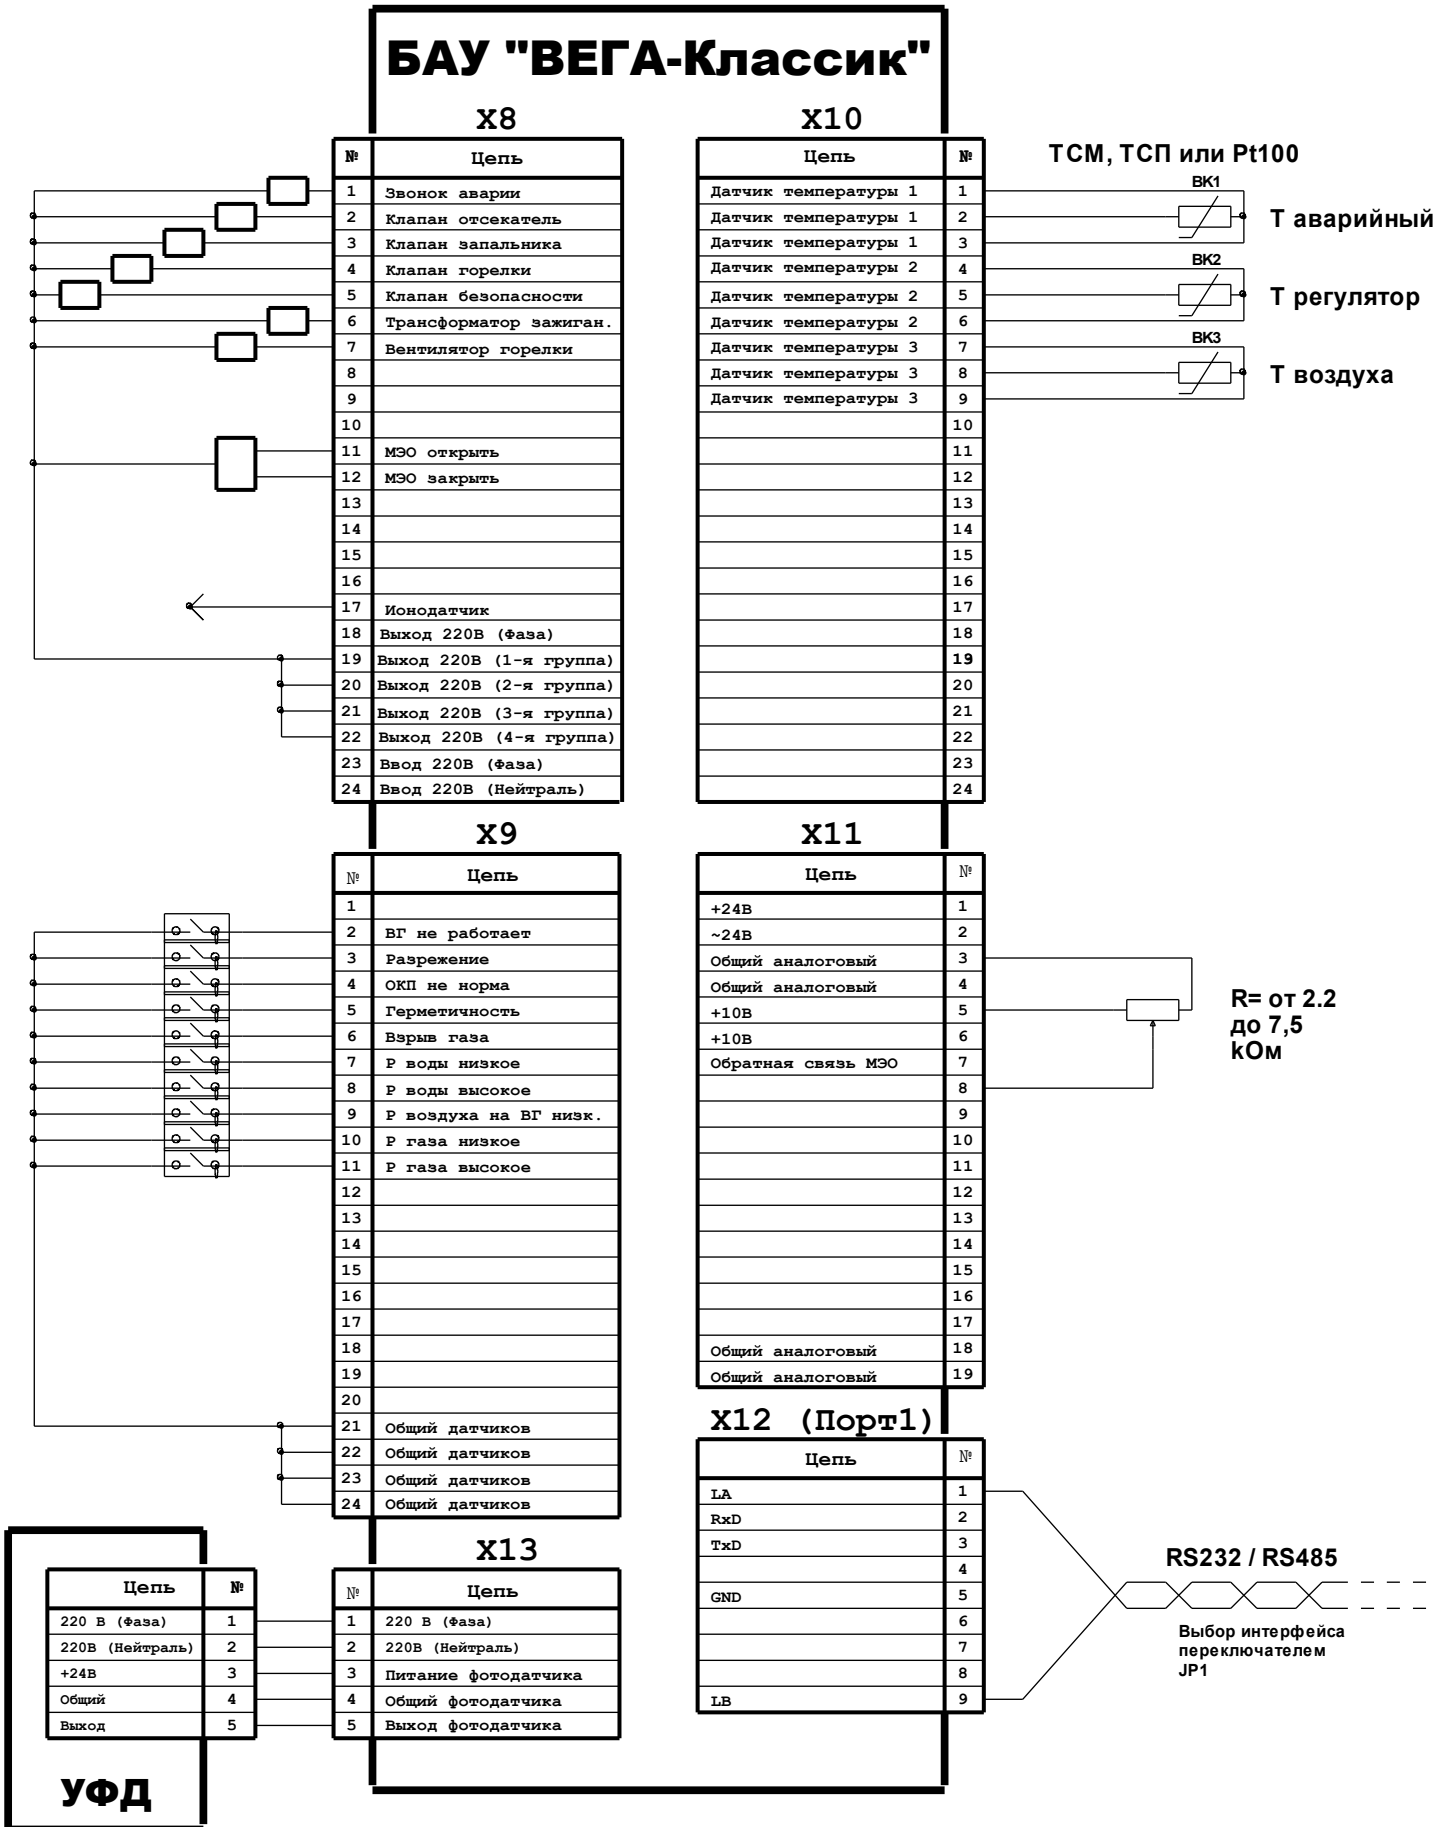 БАУ "ВЕГА-Классик"
X8
№ Цепь
1 Звонок аварии
2 Клапан отсекатель
3 Клапан запальника
4 Клапан горелки
5 Клапан безопасности
6 Трансформатор зажиган.
7 Вентилятор горелки
8
9
10
11 МЭО открыть
12 МЭО закрыть
13
14
15
16
17 Ионодатчик
18 Выход 220В (Фаза)
19 Выход 220В (1-я группа)
20 Выход 220В (2-я группа)
21 Выход 220В (3-я группа)
22 Выход 220В (4-я группа)
23 Ввод 220В (Фаза)
24 Ввод 220В (Нейтраль)
X10
Цепь №
Датчик температуры 1 1
Датчик температуры 1 2
Датчик температуры 1 3
Датчик температуры 2 4
Датчик температуры 2 5
Датчик температуры 2 6
Датчик температуры 3 7
Датчик температуры 3 8
Датчик температуры 3 9
10
11
12
13
14
15
16
17
18
19
20
21
22
23
24
ТСМ, ТСП или Pt100
BK1
Т аварийный
BK2
Т регулятор
BK3
Т воздуха
X9
№ Цепь
1
2 ВГ не работает
3 Разрежение
4 ОКП не норма
5 Герметичность
6 Взрыв газа
7 Р воды низкое
8 Р воды высокое
9 Р воздуха на ВГ низк.
10 Р газа низкое
11 Р газа высокое
12
13
14
15
16
17
18
19
20
21 Общий датчиков
22 Общий датчиков
23 Общий датчиков
24 Общий датчиков
X11
Цепь №
+24В 1
~24В 2
Общий аналоговый 3
Общий аналоговый 4
+10В 5
+10В 6
Обратная связь МЭО 7
8
9
10
11
12
13
14
15
16
17
Общий аналоговый 18
Общий аналоговый 19
R= от 2.2
до 7,5
kОм
X12 (Порт1)
Цепь №
LA 1
RxD 2
TxD 3
4
GND 5
6
7
8
LB 9
RS232 / RS485
Выбор интерфейса
переключателем
JP1
Цепь №
220 В (Фаза) 1
220В (Нейтраль) 2
+24В 3
Общий 4
Выход 5
УФД
X13
№ Цепь
1 220 В (Фаза)
2 220В (Нейтраль)
3 Питание фотодатчика
4 Общий фотодатчика
5 Выход фотодатчика